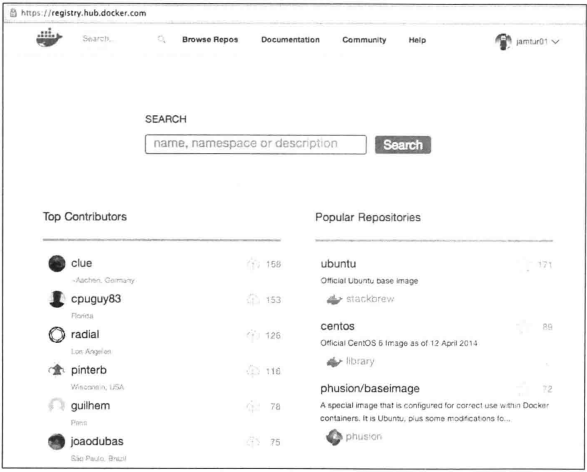 https://registry.hub.docker.com
Search.. Browse Repos Documentation Community Help jamtur01
SEARCH
name, namespace or description Search
Top Contributors
clue 158
~Aachen, Germany
cpuguy83 153
Florida
radial 126
Los Angeles
pinterb 116
Wisconsin, USA
guilhem 78
Paris
joaodubas 75
São Paulo, Brazil
Popular Repositories
ubuntu 171
Official Ubuntu base image
stackbrew
centos 89
Official CentOS 6 Image as of 12 April 2014
library
phusion/baseimage 72
A special image that is configured for correct use within Docker
containers. It is Ubuntu, plus some modifications fo...
phusion